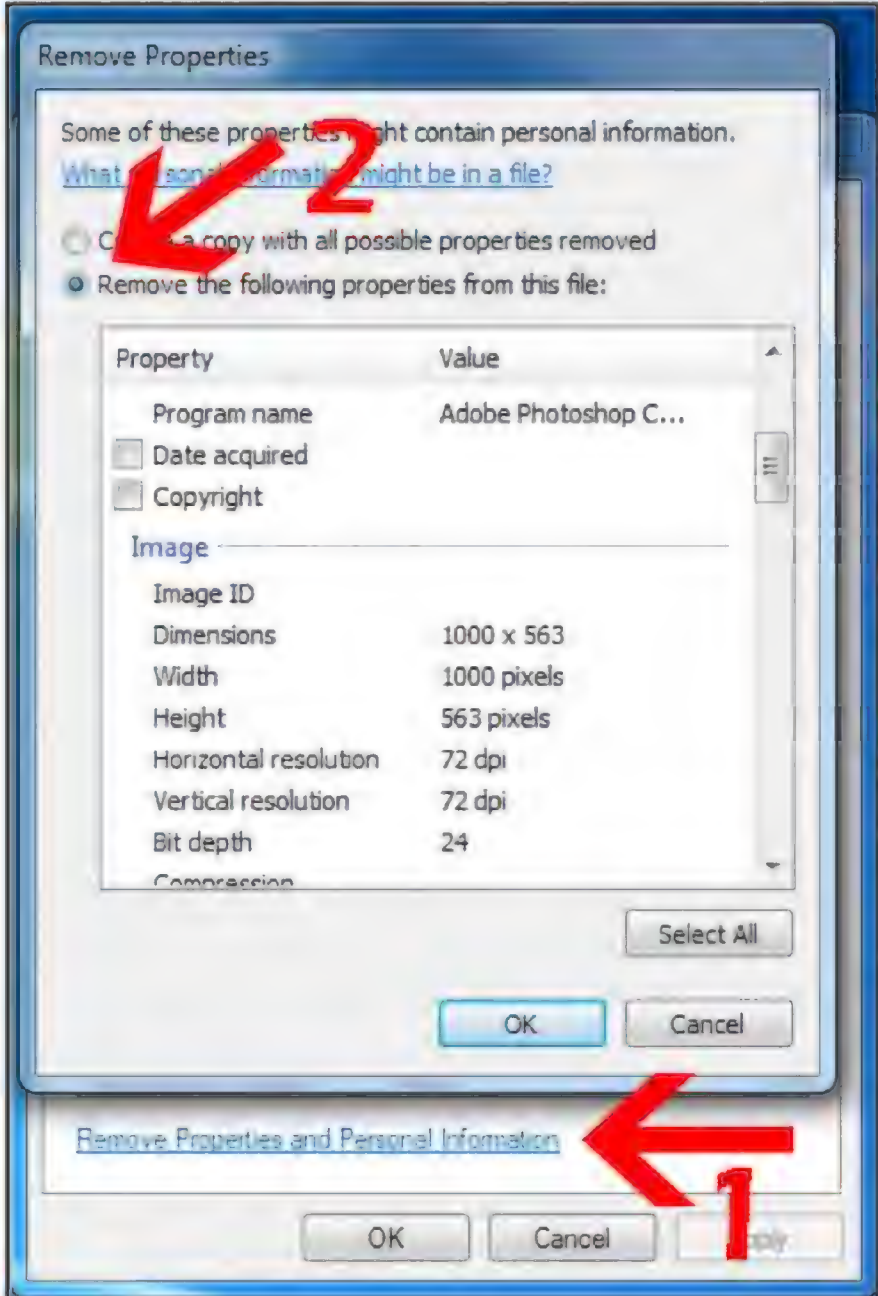 Remove Properties
Some of these properties might contain personal information.
What personal information might be in a file?
Create a copy with all possible properties removed
Remove the following properties from this file:
Property Value
Program name Adobe Photoshop C...
Date acquired
Copyright
Image
Image ID
Dimensions 1000 x 563
Width 1000 pixels
Height 563 pixels
Horizontal resolution 72 dpi
Vertical resolution 72 dpi
Bit depth 24
Compression
Select All
OK Cancel
Remove Properties and Personal Information
OK Cancel Apply
2
1